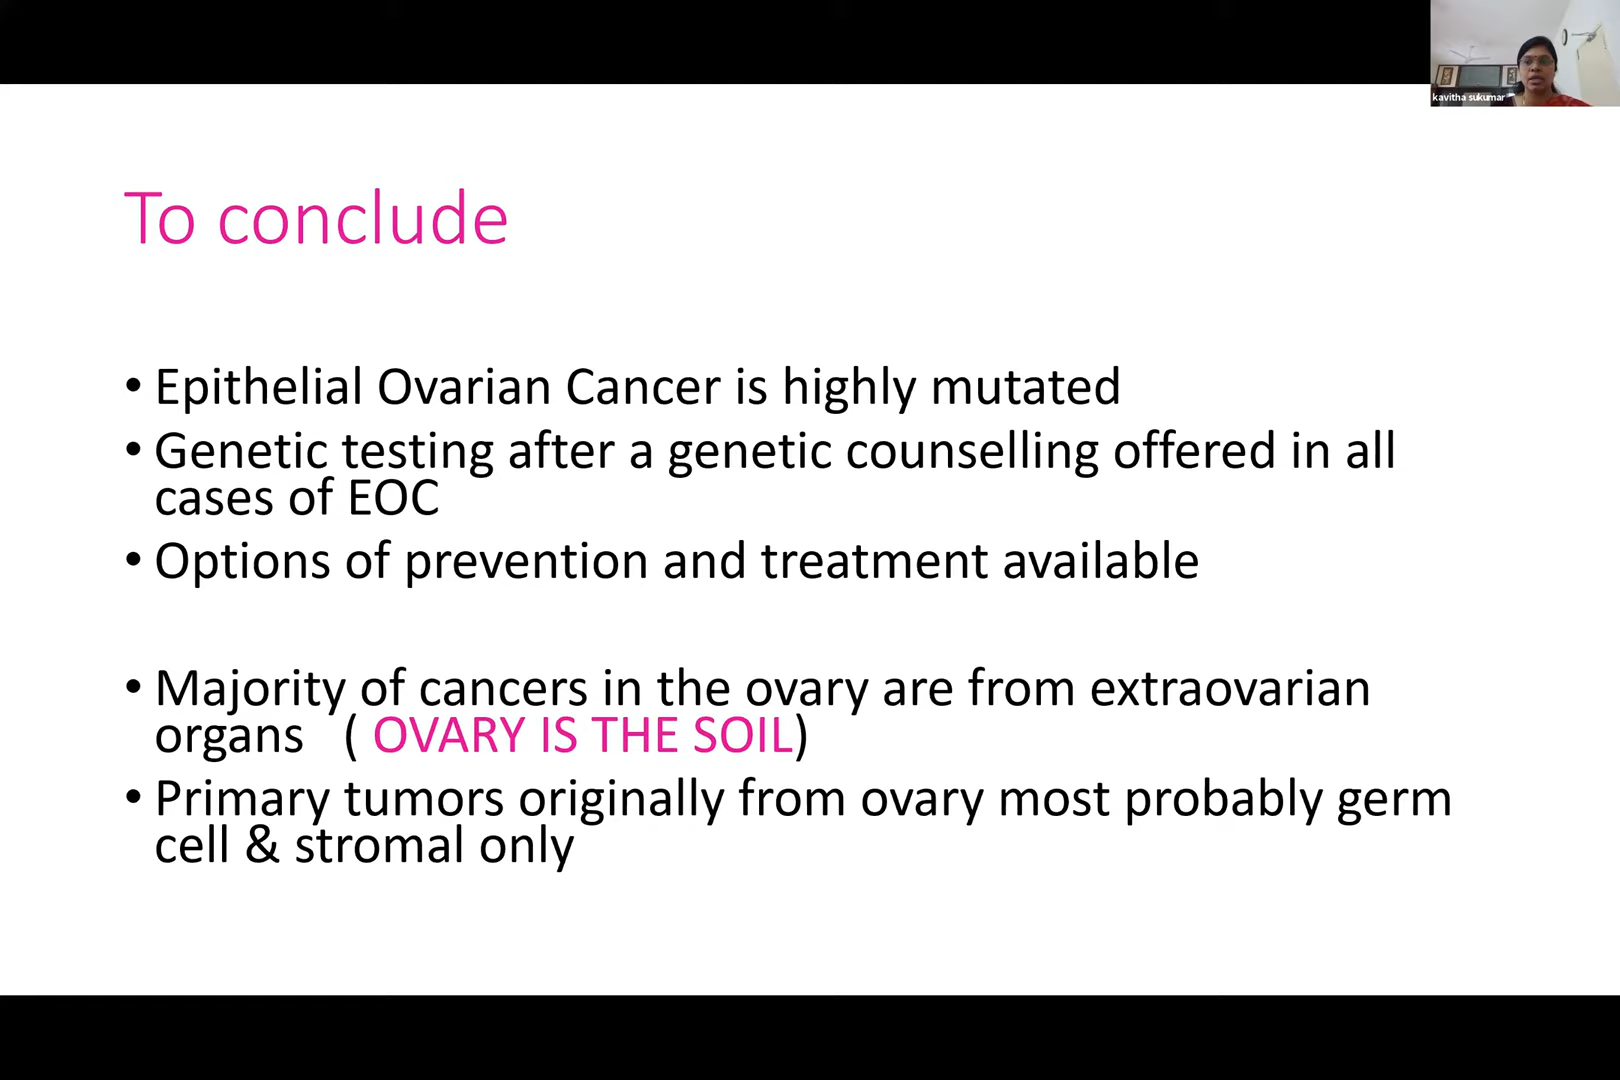 kavitha sukumar
To conclude
• Epithelial Ovarian Cancer is highly mutated
• Genetic testing after a genetic counselling offered in all
cases of EOC
• Options of prevention and treatment available
• Majority of cancers in the ovary are from extraovarian
organs ( OVARY IS THE SOIL)
• Primary tumors originally from ovary most probably germ
cell & stromal only